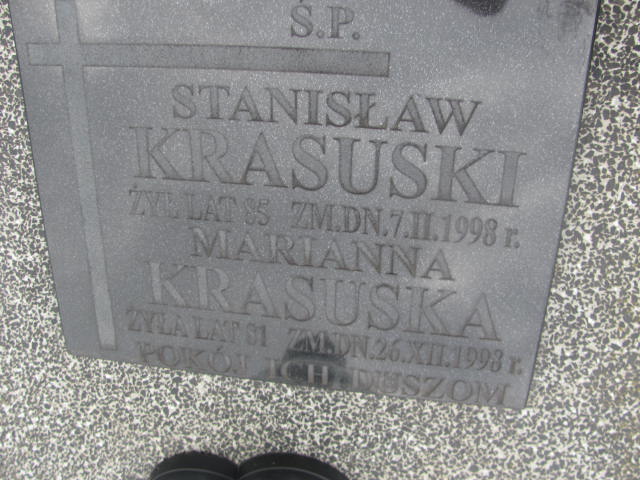 Ś.P.
STANISŁAW
KRASUSKI
ŻYŁ LAT 85 ZM.DN.7.II.1998 r.
MARIANNA
KRASUSKA
ŻYŁA LAT 81 ZM.DN.26.XII.1998 r
POKÓJ ICH DUSZOM